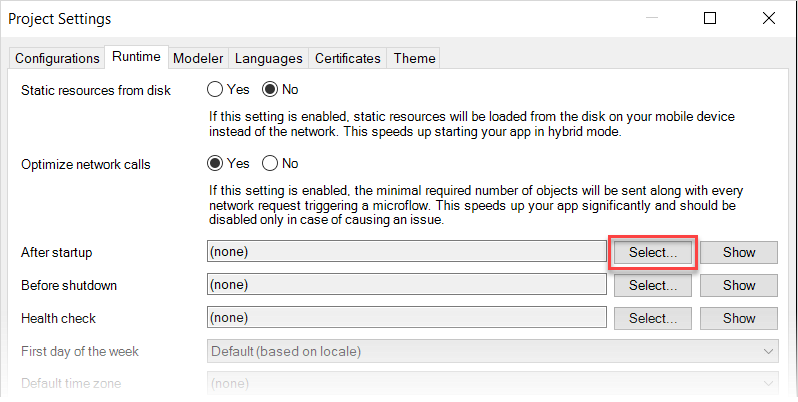 Project Settings
Configurations Runtime Modeler Languages Certificates Theme
Static resources from disk Yes No
If this setting is enabled, static resources will be loaded from the disk on your mobile device
instead of the network. This speeds up starting your app in hybrid mode.
Optimize network calls Yes No
If this setting is enabled, the minimal required number of objects will be sent along with every
network request triggering a microflow. This speeds up your app significantly and should be
disabled only in case of causing an issue.
After startup (none) Select... Show
Before shutdown (none) Select... Show
Health check (none) Select... Show
First day of the week Default (based on locale)
Default time zone (none)